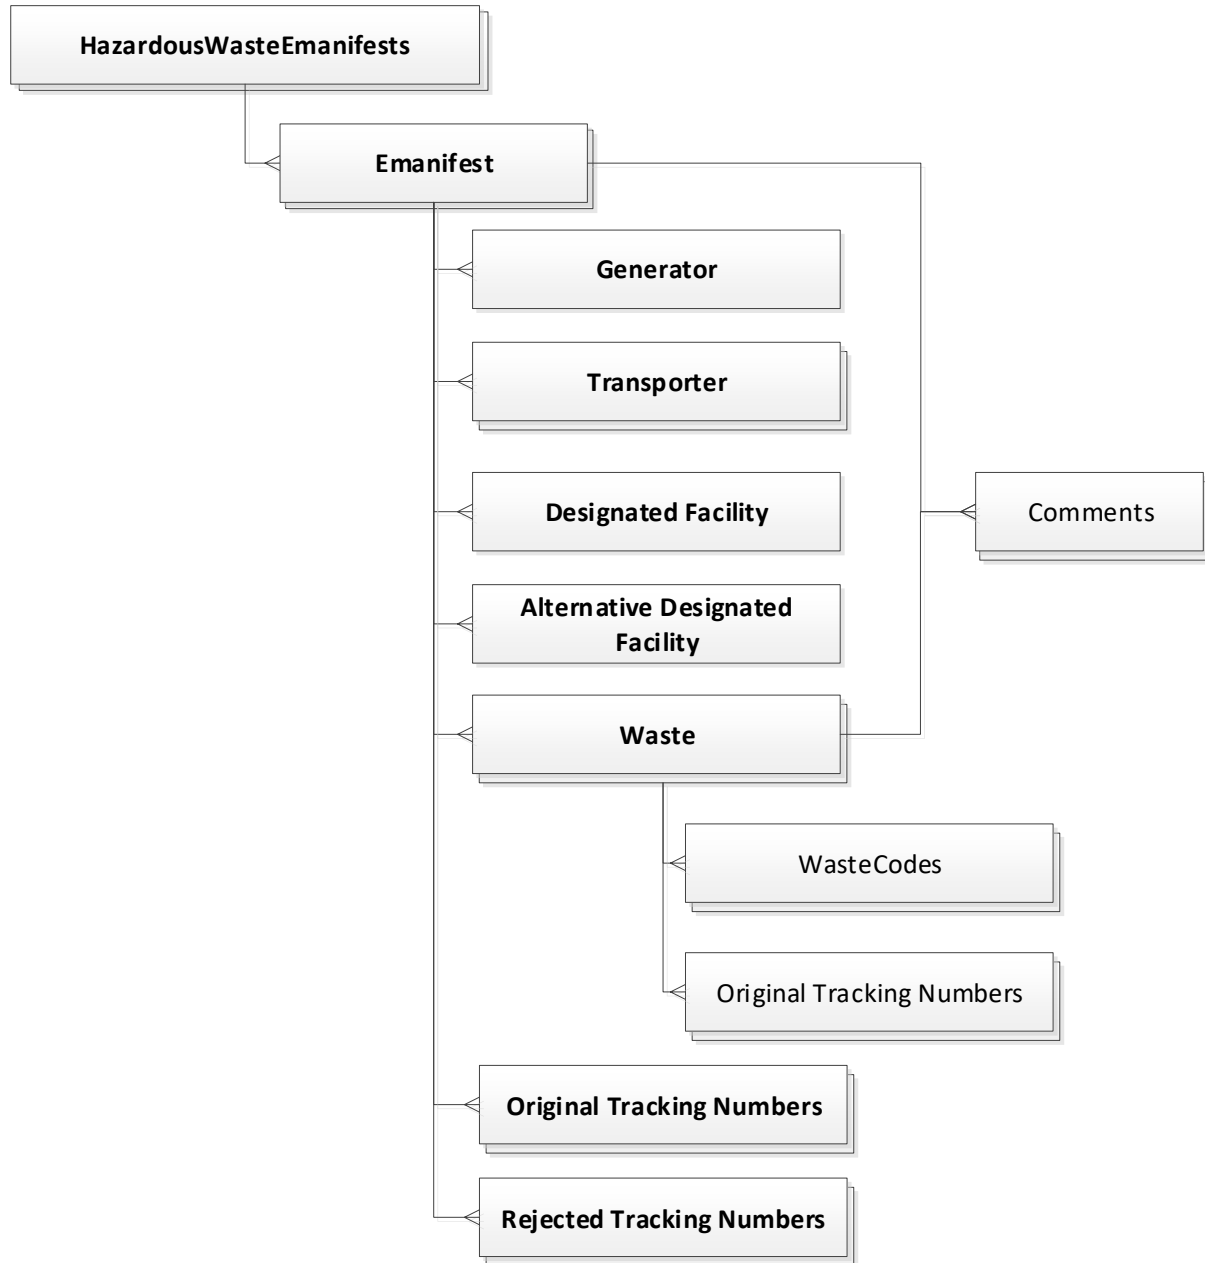 HazardousWasteEmanifests
Emanifest
Generator
Transporter
Designated Facility
Comments
Alternative Designated
Facility
Waste
WasteCodes
Original Tracking Numbers
Original Tracking Numbers
Rejected Tracking Numbers